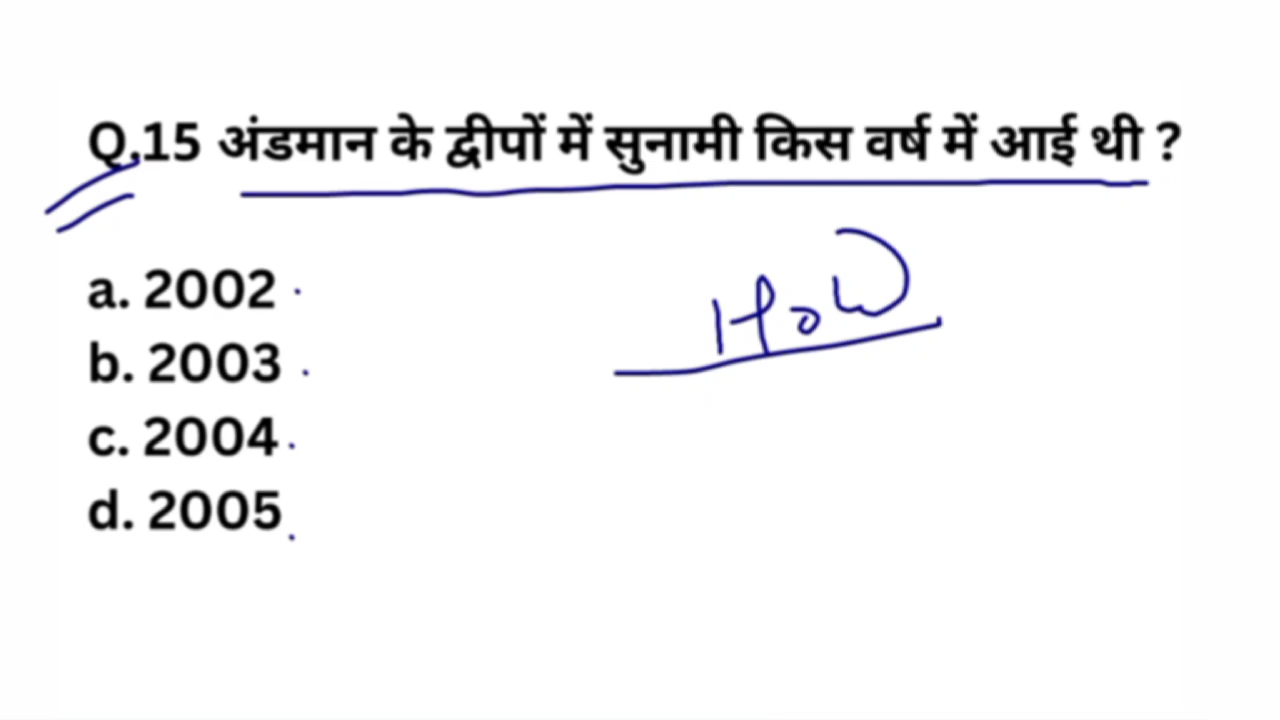 Q.15 अंडमान के द्वीपों में सुनामी किस वर्ष में आई थी ?
a. 2002
How
b. 2003
c. 2004
d. 2005